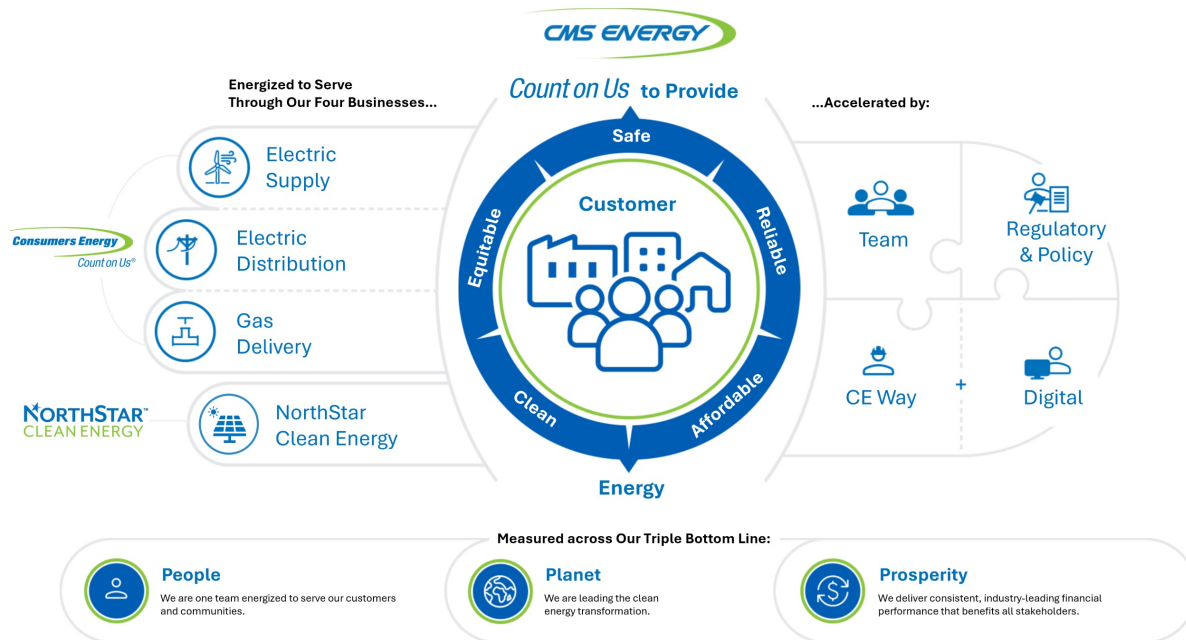 CMS ENERGY
Energized to Serve
Through Our Four Businesses...
Count on Us to Provide
...Accelerated by:
Electric
Supply
Consumers Energy
Count on Us®
Electric
Distribution
Gas
Delivery
NORTHSTAR™
CLEAN ENERGY
NorthStar
Clean Energy
Safe
Reliable
Affordable
Clean
Equitable
Customer
Energy
Team
Regulatory
& Policy
CE Way
+
Digital
Measured across Our Triple Bottom Line:
People
We are one team energized to serve our customers
and communities.
Planet
We are leading the clean
energy transformation.
Prosperity
We deliver consistent, industry-leading financial
performance that benefits all stakeholders.